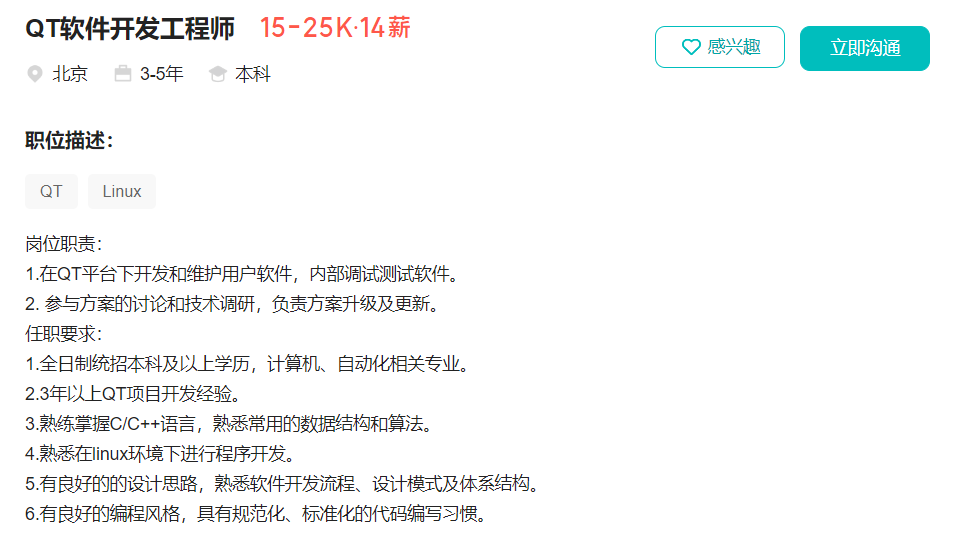 QT软件开发工程师 15-25K·14薪
感兴趣 立即沟通
北京 3-5年 本科
职位描述：
QT Linux
岗位职责：
1.在QT平台下开发和维护用户软件，内部调试测试软件。
2. 参与方案的讨论和技术调研，负责方案升级及更新。
任职要求：
1.全日制统招本科及以上学历，计算机、自动化相关专业。
2.3年以上QT项目开发经验。
3.熟练掌握C/C++语言，熟悉常用的数据结构和算法。
4.熟悉在linux环境下进行程序开发。
5.有良好的的设计思路，熟悉软件开发流程、设计模式及体系结构。
6.有良好的编程风格，具有规范化、标准化的代码编写习惯。